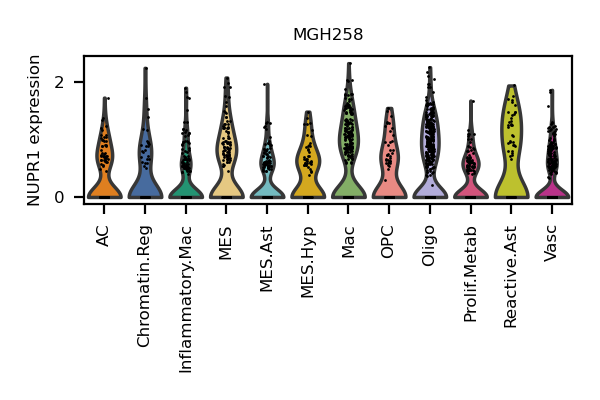 MGH258
NUPR1 expression
2
0
AC
Chromatin.Reg
Inflammatory.Mac
MES
MES.Ast
MES.Hyp
Mac
OPC
Oligo
Prolif.Metab
Reactive.Ast
Vasc